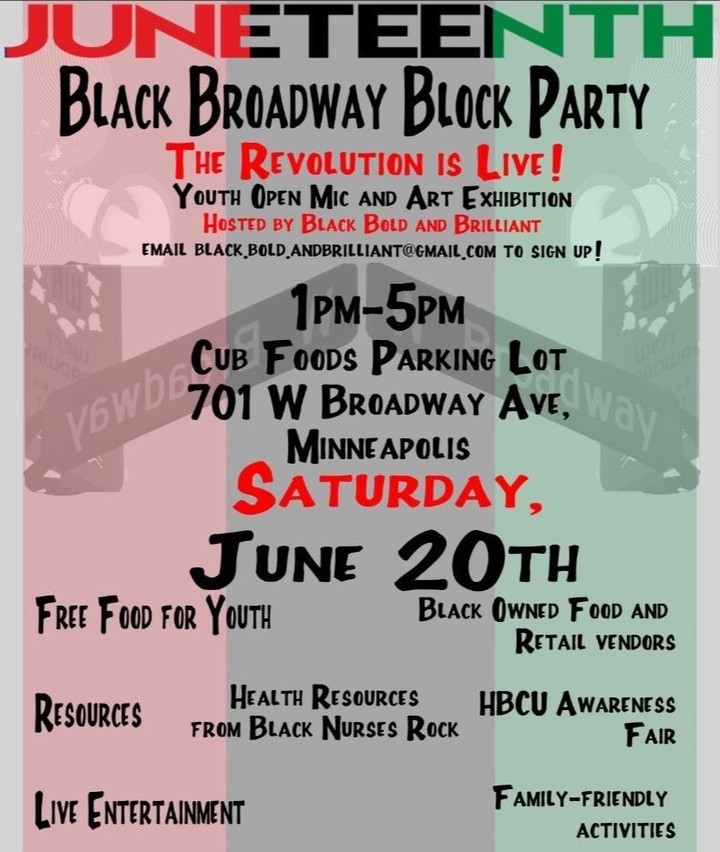 JUNETEENTH
BLACK BROADWAY BLOCK PARTY
THE REVOLUTION IS LIVE!
YOUTH OPEN MIC AND ART EXHIBITION
HOSTED BY BLACK BOLD AND BRILLIANT
EMAIL BLACK.BOLD.ANDBRILLIANT@GMAIL.COM TO SIGN UP!
1PM-5PM
CUB FOODS PARKING LOT
701 W BROADWAY AVE,
MINNEAPOLIS
SATURDAY,
JUNE 20TH
FREE FOOD FOR YOUTH
BLACK OWNED FOOD AND
RETAIL VENDORS
RESOURCES
HEALTH RESOURCES
FROM BLACK NURSES ROCK
HBCU AWARENESS
FAIR
LIVE ENTERTAINMENT
FAMILY-FRIENDLY
ACTIVITIES